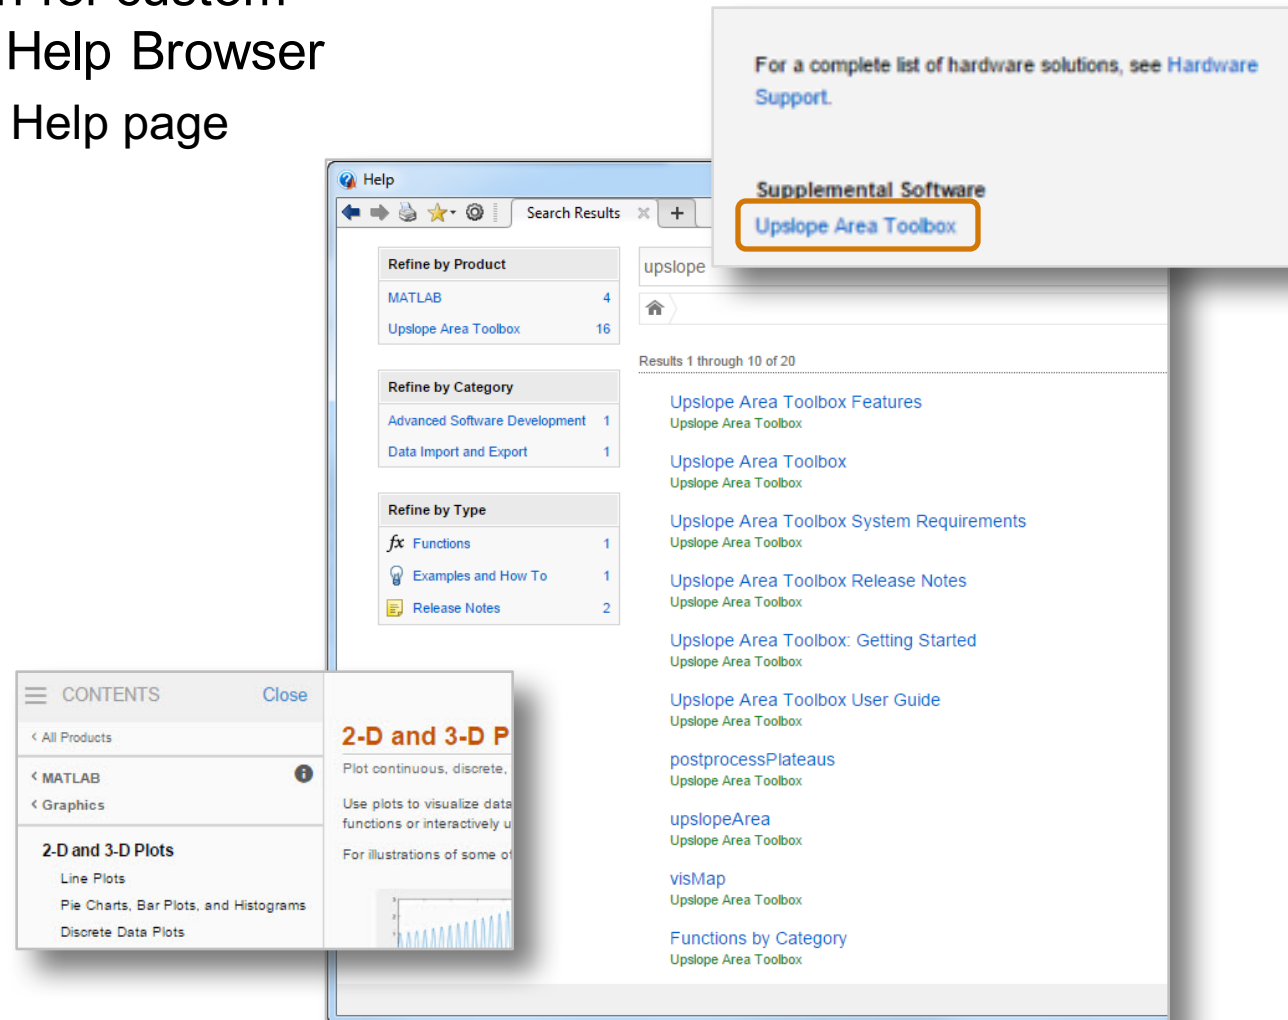 for custom
Help Browser
Help page
For a complete list of hardware solutions, see Hardware
Support.
Supplemental Software
Upslope Area Toolbox
Help
Search Results
Refine by Product
MATLAB 4
Upslope Area Toolbox 16
Refine by Category
Advanced Software Development 1
Data Import and Export 1
Refine by Type
fx Functions 1
Examples and How To 1
Release Notes 2
upslope
Results 1 through 10 of 20
Upslope Area Toolbox Features
Upslope Area Toolbox
Upslope Area Toolbox
Upslope Area Toolbox
Upslope Area Toolbox System Requirements
Upslope Area Toolbox
Upslope Area Toolbox Release Notes
Upslope Area Toolbox
Upslope Area Toolbox: Getting Started
Upslope Area Toolbox
Upslope Area Toolbox User Guide
Upslope Area Toolbox
postprocessPlateaus
Upslope Area Toolbox
upslopeArea
Upslope Area Toolbox
visMap
Upslope Area Toolbox
Functions by Category
Upslope Area Toolbox
CONTENTS Close
< All Products
< MATLAB
< Graphics
2-D and 3-D Plots
Line Plots
Pie Charts, Bar Plots, and Histograms
Discrete Data Plots
2-D and 3-D P
Plot continuous, discrete,
Use plots to visualize data
functions or interactively u
For illustrations of some of